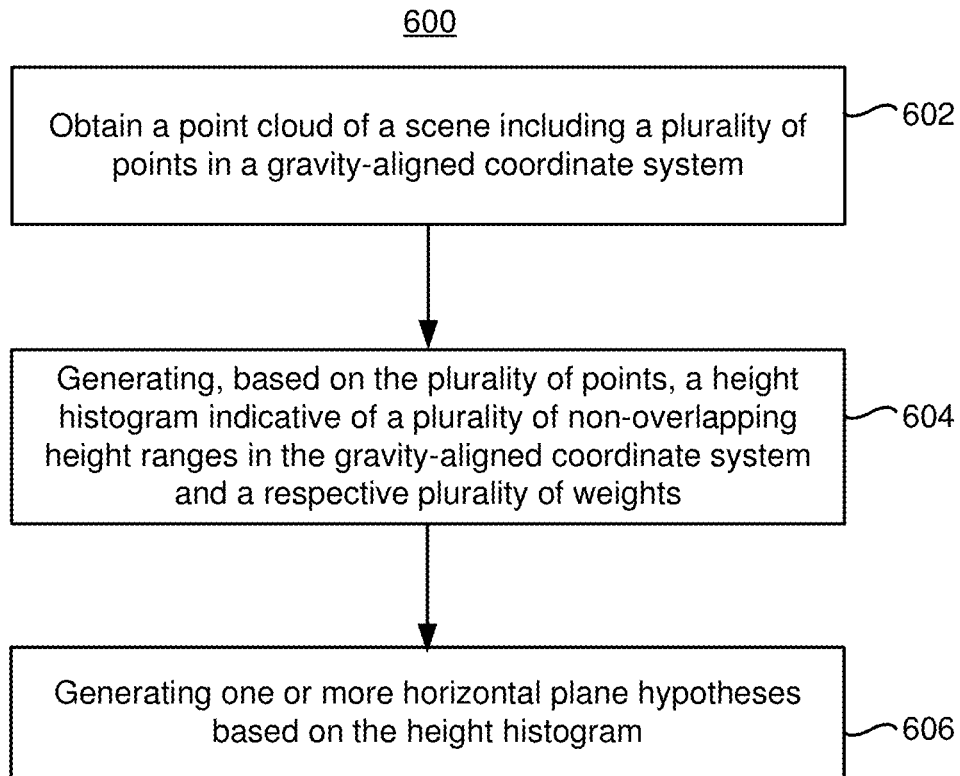 600
Obtain a point cloud of a scene including a plurality of
points in a gravity-aligned coordinate system
602
Generating, based on the plurality of points, a height
histogram indicative of a plurality of non-overlapping
height ranges in the gravity-aligned coordinate system
and a respective plurality of weights
604
Generating one or more horizontal plane hypotheses
based on the height histogram
606